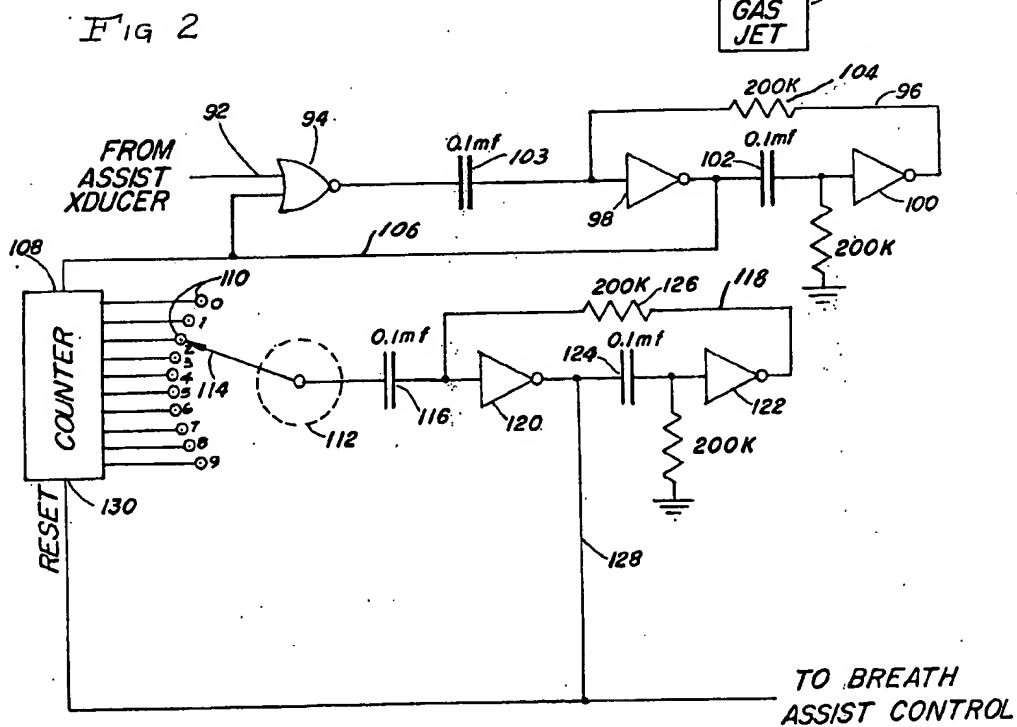 GAS
JET
FIG 2
92
94
FROM
ASSIST
XDUCER
0.1mf
103
200K
104
96
0.1mf
102
98
100
200K
106
108
COUNTER
110
0
1
2
3
4
5
6
7
8
9
114
112
0.1mf
116
200K
126
118
0.1mf
124
120
122
200K
RESET
130
128
TO BREATH
ASSIST CONTROL